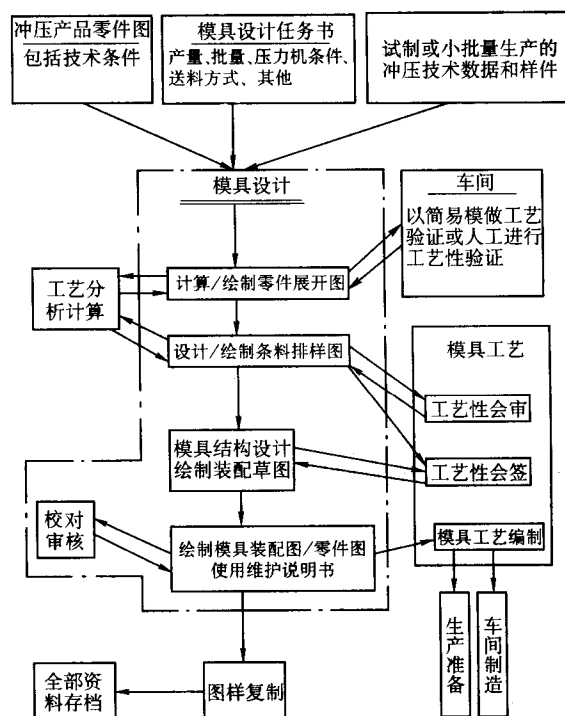 冲压产品零件图
包括技术条件
模具设计任务书
产量、批量、压力机条件、
送料方式、其他
试制或小批量生产的
冲压技术数据和样件
模具设计
车间
以简易模做工艺
验证或人工进行
工艺性验证
工艺分
析计算
计算/绘制零件展开图
设计/绘制条料排样图
模具工艺
工艺性会审
模具结构设计
绘制装配草图
工艺性会签
校对
审核
绘制模具装配图/零件图
使用维护说明书
模具工艺编制
生产准备
车间制造
全部资
料存档
图样复制